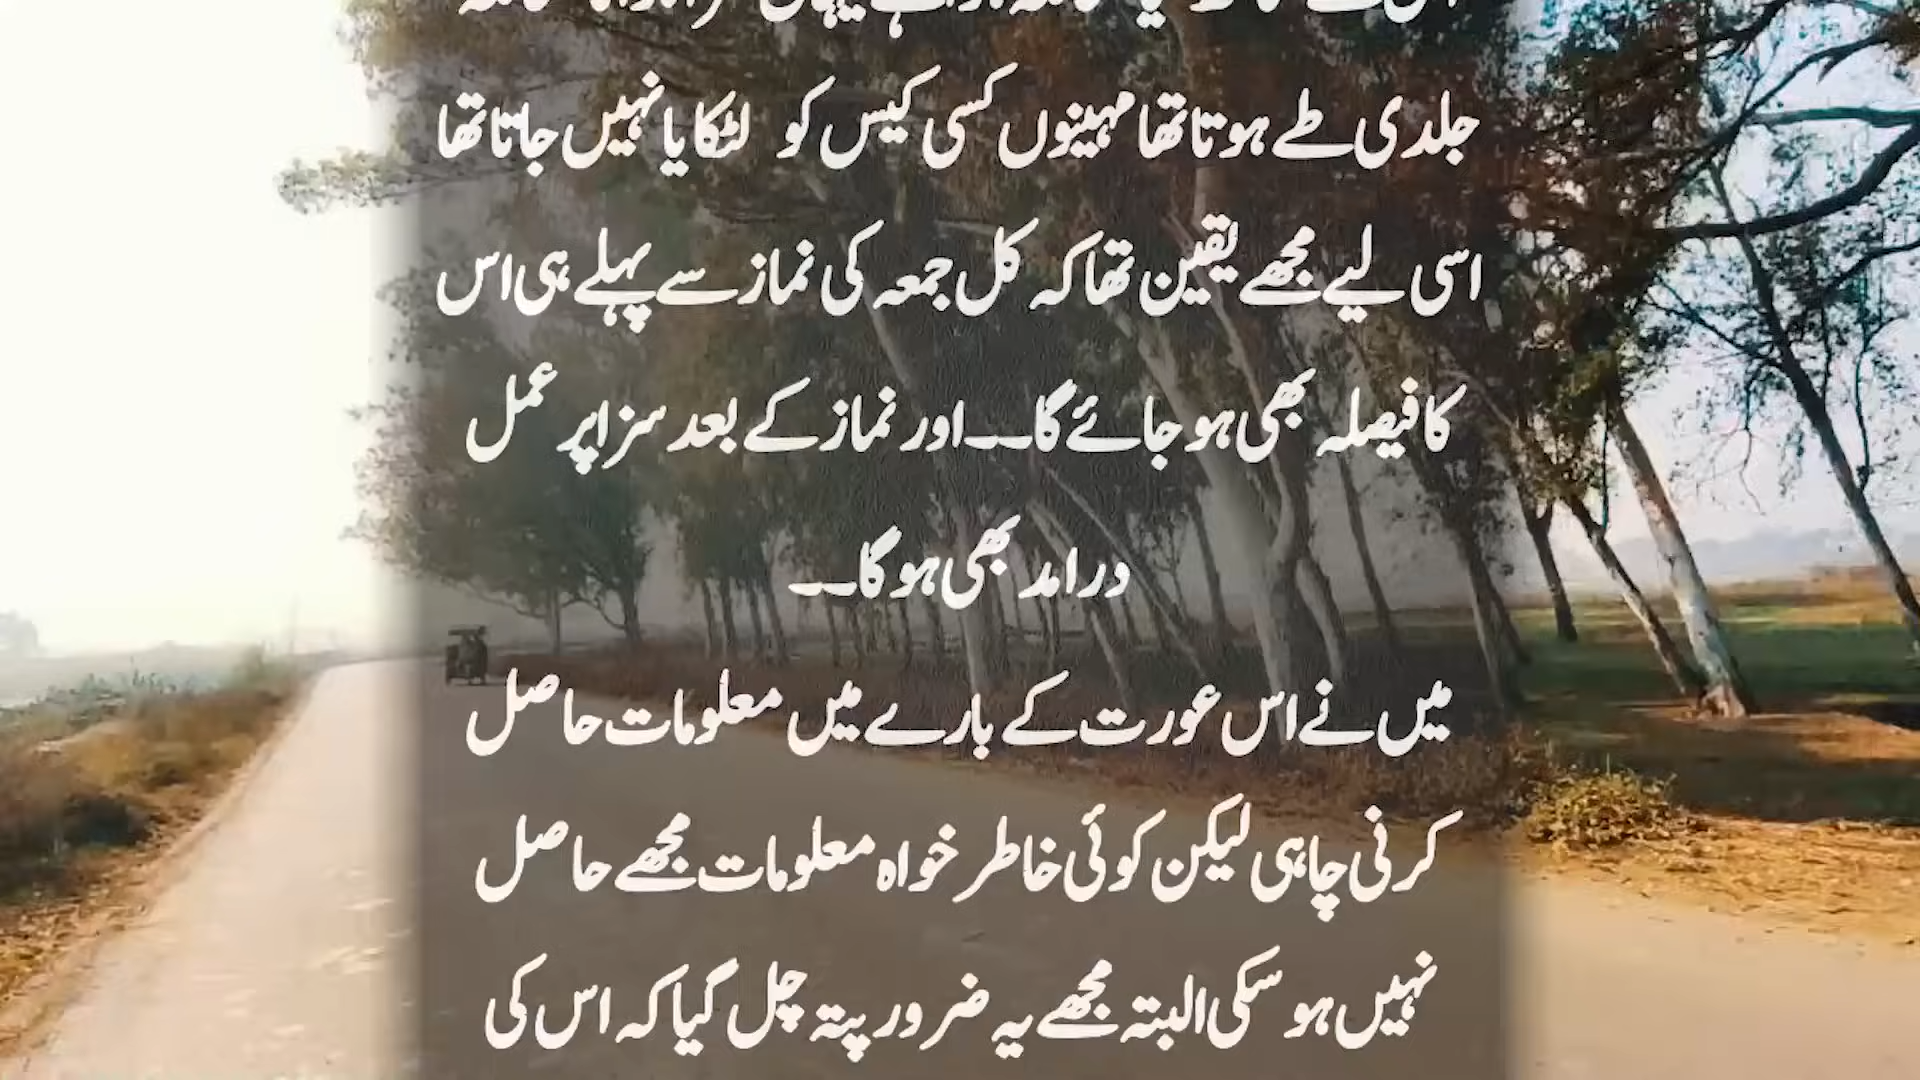 جلدی طے ہوتا تھا مہینوں کسی کیس کو لٹکایا نہیں جاتا تھا
اسی لیے مجھے یقین تھا کہ کل جمعہ کی نماز سے پہلے ہی اس
کا فیصلہ بھی ہو جائے گا۔۔اور نماز کے بعد سزا پر عمل
درامد بھی ہو گا۔۔
میں نے اس عورت کے بارے میں معلومات حاصل
کرنی چاہی لیکن کوئی خاطر خواہ معلومات مجھے حاصل
نہیں ہو سکی البتہ مجھے یہ ضرور پتہ چل گیا کہ اس کی